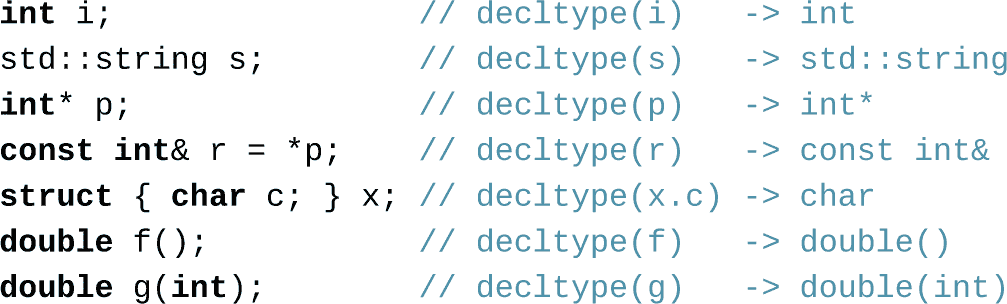 int i;                // decltype(i)   -> int
std::string s;        // decltype(s)   -> std::string
int* p;               // decltype(p)   -> int*
const int& r = *p;    // decltype(r)   -> const int&
struct { char c; } x; // decltype(x.c) -> char
double f();           // decltype(f)   -> double()
double g(int);        // decltype(g)   -> double(int)